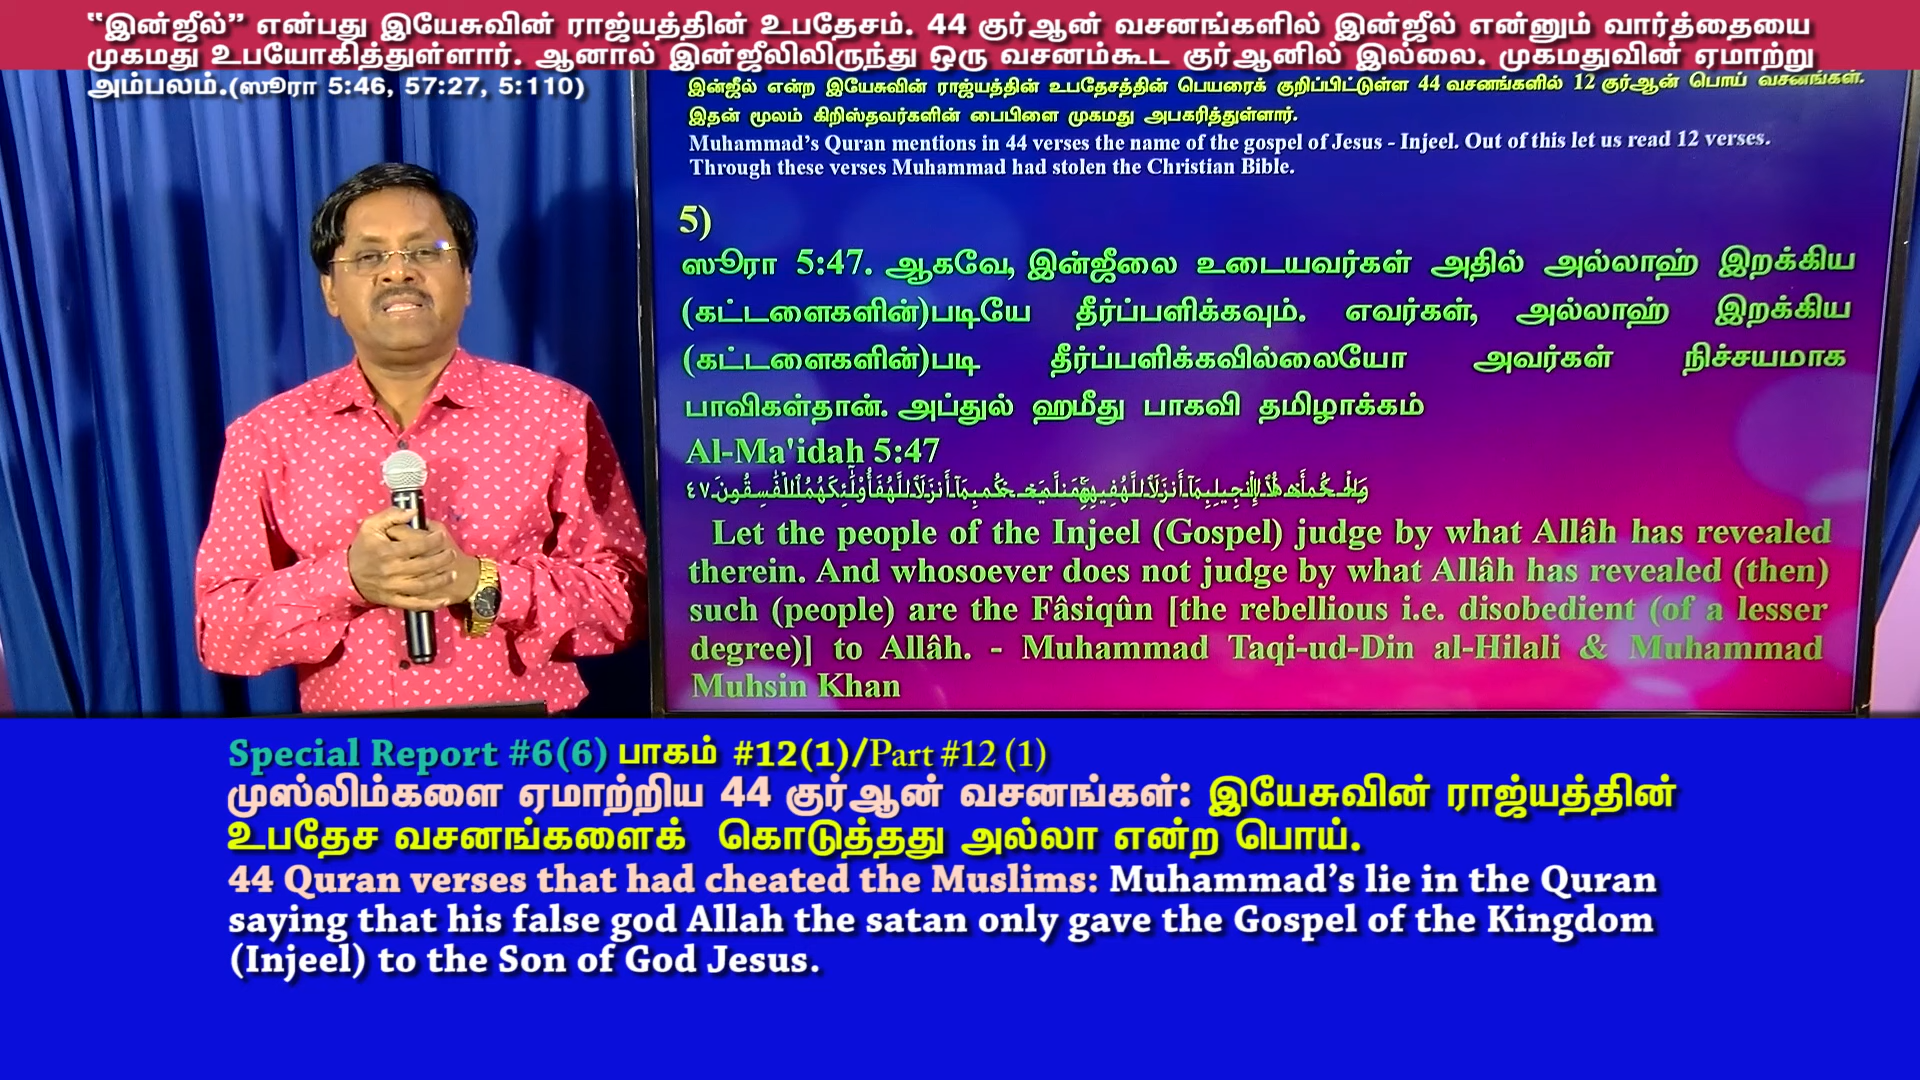 “இன்ஜீல்” என்பது இயேசுவின் ராஜ்யத்தின் உபதேசம். 44 குர்ஆன் வசனங்களில் இன்ஜீல் என்னும் வார்த்தையை
முகமது உபயோகித்துள்ளார். ஆனால் இன்ஜீலிலிருந்து ஒரு வசனம்கூட குர்ஆனில் இல்லை. முகமதுவின் ஏமாற்று
அம்பலம்.(ஸூரா 5:46, 57:27, 5:110)
இன்ஜீல் என்ற இயேசுவின் ராஜ்யத்தின் உபதேசத்தின் பெயரைக் குறிப்பிட்டுள்ள 44 வசனங்களில் 12 குர்ஆன் பொய் வசனங்கள்.
இதன் மூலம் கிறிஸ்தவர்களின் பைபிளை முகமது அபகரித்துள்ளார்.
Muhammad’s Quran mentions in 44 verses the name of the gospel of Jesus - Injeel. Out of this let us read 12 verses.
Through these verses Muhammad had stolen the Christian Bible.
5)
ஸூரா 5:47. ஆகவே, இன்ஜீலை உடையவர்கள் அதில் அல்லாஹ் இறக்கிய
(கட்டளைகளின்)படியே தீர்ப்பளிக்கவும். எவர்கள், அல்லாஹ் இறக்கிய
(கட்டளைகளின்)படி தீர்ப்பளிக்கவில்லையோ அவர்கள் நிச்சயமாக
பாவிகள்தான். அப்துல் ஹமீது பாகவி தமிழாக்கம்
Al-Ma'idah 5:47
Let the people of the Injeel (Gospel) judge by what Allâh has revealed
therein. And whosoever does not judge by what Allâh has revealed (then)
such (people) are the Fâsiqûn [the rebellious i.e. disobedient (of a lesser
degree)] to Allâh. - Muhammad Taqi-ud-Din al-Hilali & Muhammad
Muhsin Khan
Special Report #6(6) பாகம் #12(1)/Part #12 (1)
முஸ்லிம்களை ஏமாற்றிய 44 குர்ஆன் வசனங்கள்: இயேசுவின் ராஜ்யத்தின்
உபதேச வசனங்களைக் கொடுத்தது அல்லா என்ற பொய்.
44 Quran verses that had cheated the Muslims: Muhammad’s lie in the Quran
saying that his false god Allah the satan only gave the Gospel of the Kingdom
(Injeel) to the Son of God Jesus.